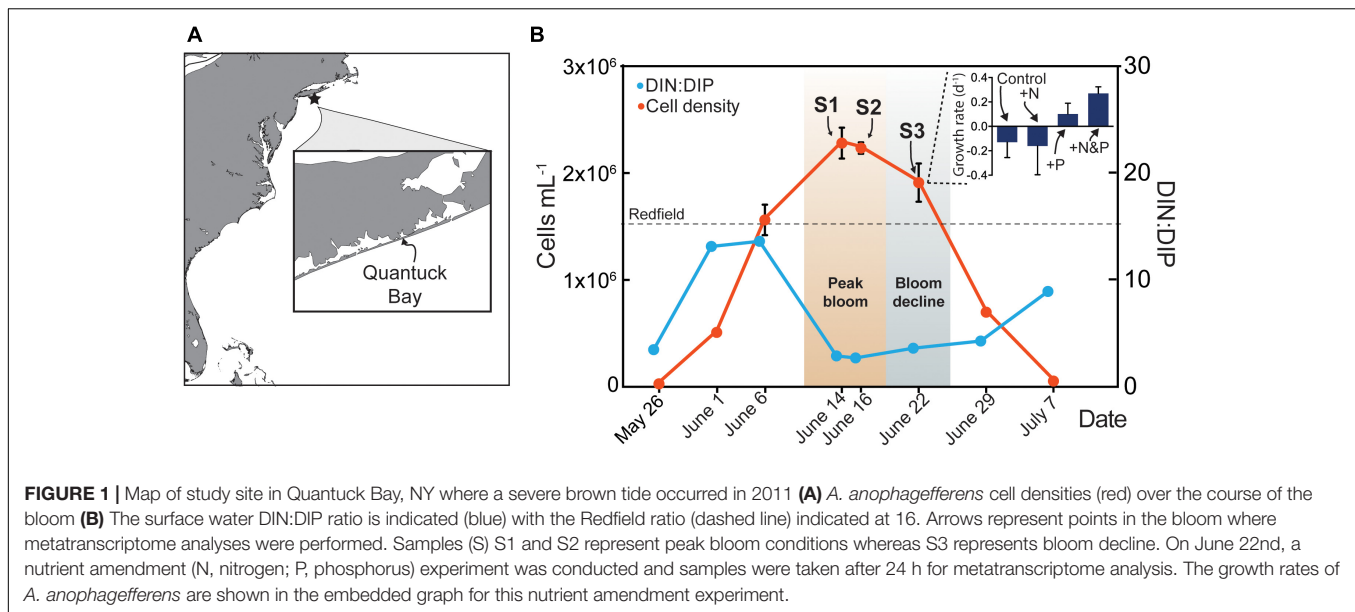 A
Quantuck
Bay
B
3x10⁶
2x10⁶
1x10⁶
0
Cells mL⁻¹
DIN:DIP
Cell density
Redfield
S1
S2
S3
Peak
bloom
Bloom
decline
Growth rate (d⁻¹)
0.4
0.2
0.0
-0.2
-0.4
Control
+N
+P
+N&P
30
20
10
0
DIN:DIP
May 26
June 1
June 6
June 14
June 16
June 22
June 29
July 7
Date
FIGURE 1 | Map of study site in Quantuck Bay, NY where a severe brown tide occurred in 2011 (A) A. anophagefferens cell densities (red) over the course of the
bloom (B) The surface water DIN:DIP ratio is indicated (blue) with the Redfield ratio (dashed line) indicated at 16. Arrows represent points in the bloom where
metatranscriptome analyses were performed. Samples (S) S1 and S2 represent peak bloom conditions whereas S3 represents bloom decline. On June 22nd, a
nutrient amendment (N, nitrogen; P, phosphorus) experiment was conducted and samples were taken after 24 h for metatranscriptome analysis. The growth rates of
A. anophagefferens are shown in the embedded graph for this nutrient amendment experiment.